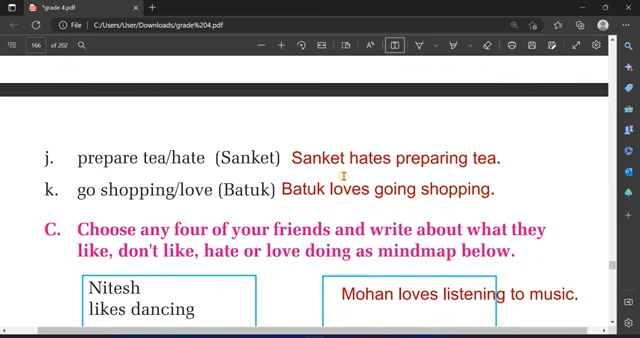 *grade 4.pdf
File
C:/Users/User/Downloads/grade%204.pdf
166 of 202
j. prepare tea/hate (Sanket) Sanket hates preparing tea.
k. go shopping/love (Batuk) Batuk loves going shopping.
C. Choose any four of your friends and write about what they
like, don't like, hate or love doing as mindmap below.
Nitesh
likes dancing
Mohan loves listening to music.